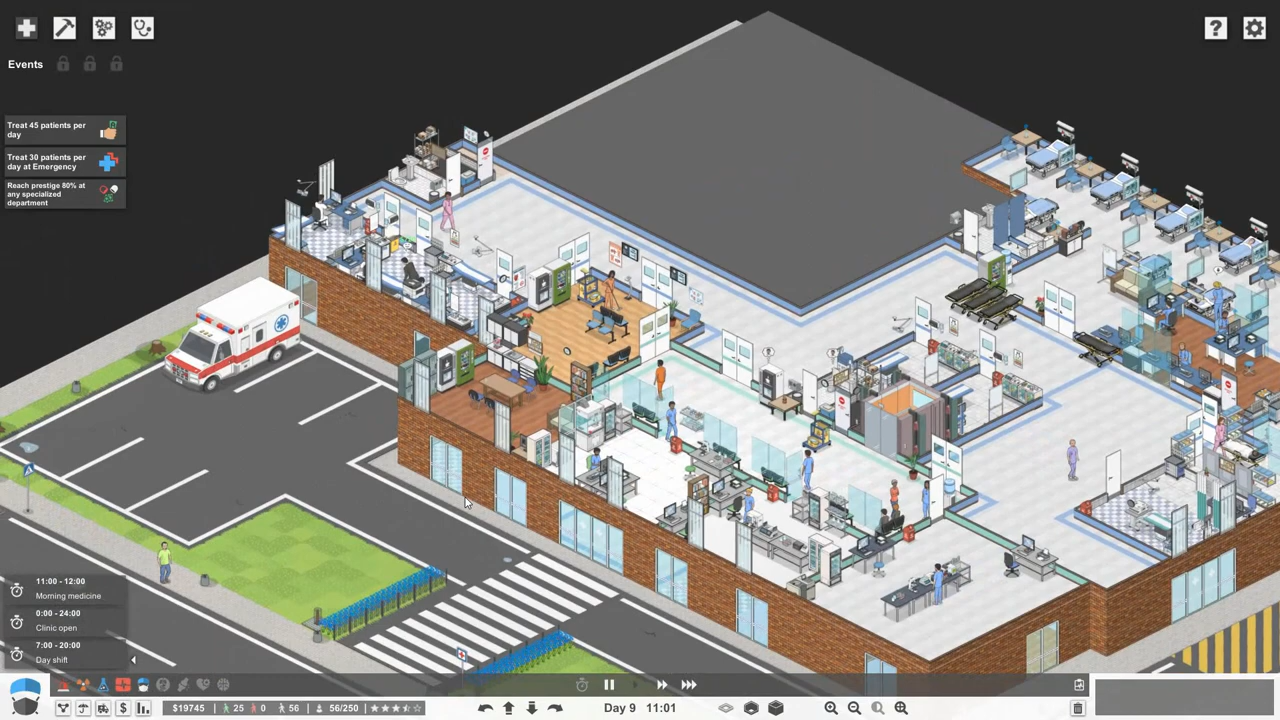 ?
Events
Treat 45 patients per
day
Treat 30 patients per
day at Emergency
Reach prestige 80% at
any specialized
department
11:00 - 12:00
Morning medicine
0:00 - 24:00
Clinic open
7:00 - 20:00
Day shift
$
$19745
25
0
56
56/250
Day 9
11:01